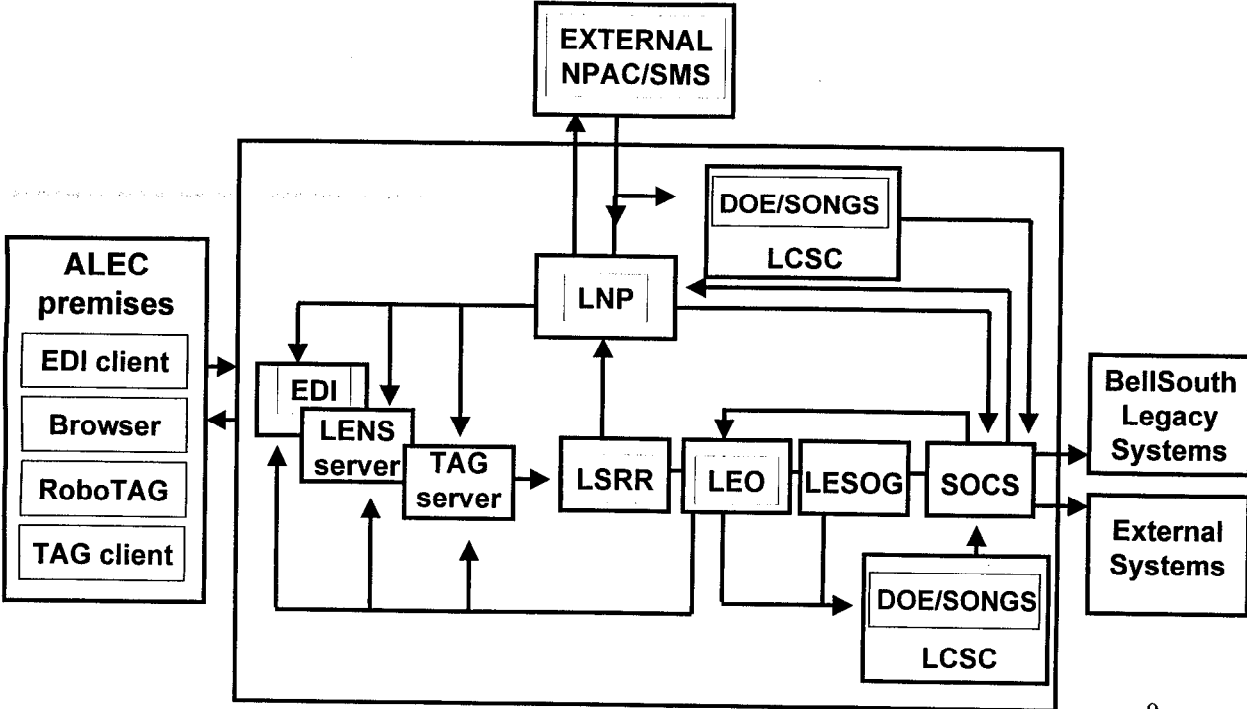 EXTERNAL
NPAC/SMS
DOE/SONGS
LCSC
ALEC
premises
EDI client
Browser
RoboTAG
TAG client
LNP
EDI
LENS
server
TAG
server
LSRR
LEO
LESOG
SOCS
BellSouth
Legacy
Systems
External
Systems
DOE/SONGS
LCSC